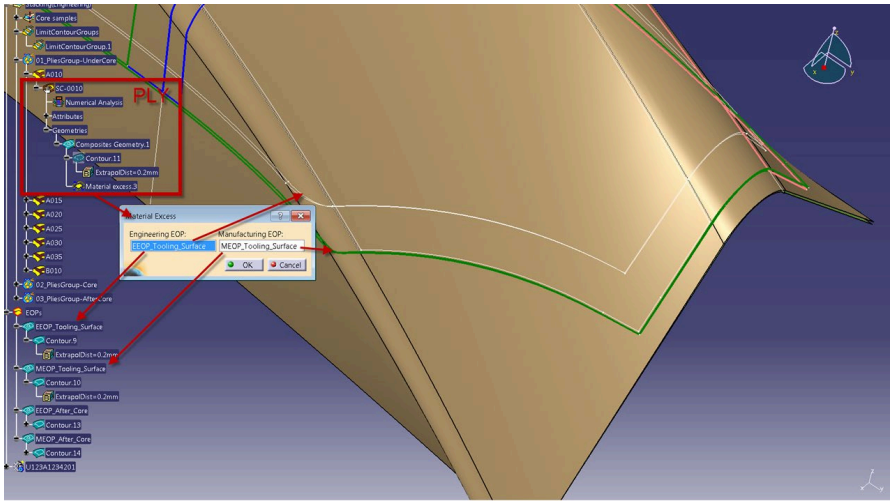 Stacking(Engineering)
Core samples
LimitContourGroups
LimitContourGroup.1
01_PliesGroup-UnderCore
A010
SC-0010
PLY
Numerical Analysis
Attributes
Geometries
Composites Geometry.1
Contour.11
ExtrapolDist=0.2mm
Material excess.3
A015
A020
A025
A030
A035
B010
02_PliesGroup-Core
03_PliesGroup-AfterCore
Material Excess
Engineering EOP: Manufacturing EOP:
EEOP_Tooling_Surface MEOP_Tooling_Surface
OK Cancel
EOPs
EEOP_Tooling_Surface
Contour.9
ExtrapolDist=0.2mm
MEOP_Tooling_Surface
Contour.10
ExtrapolDist=0.2mm
EEOP_After_Core
Contour.13
MEOP_After_Core
Contour.14
U123A1234201
z
x y